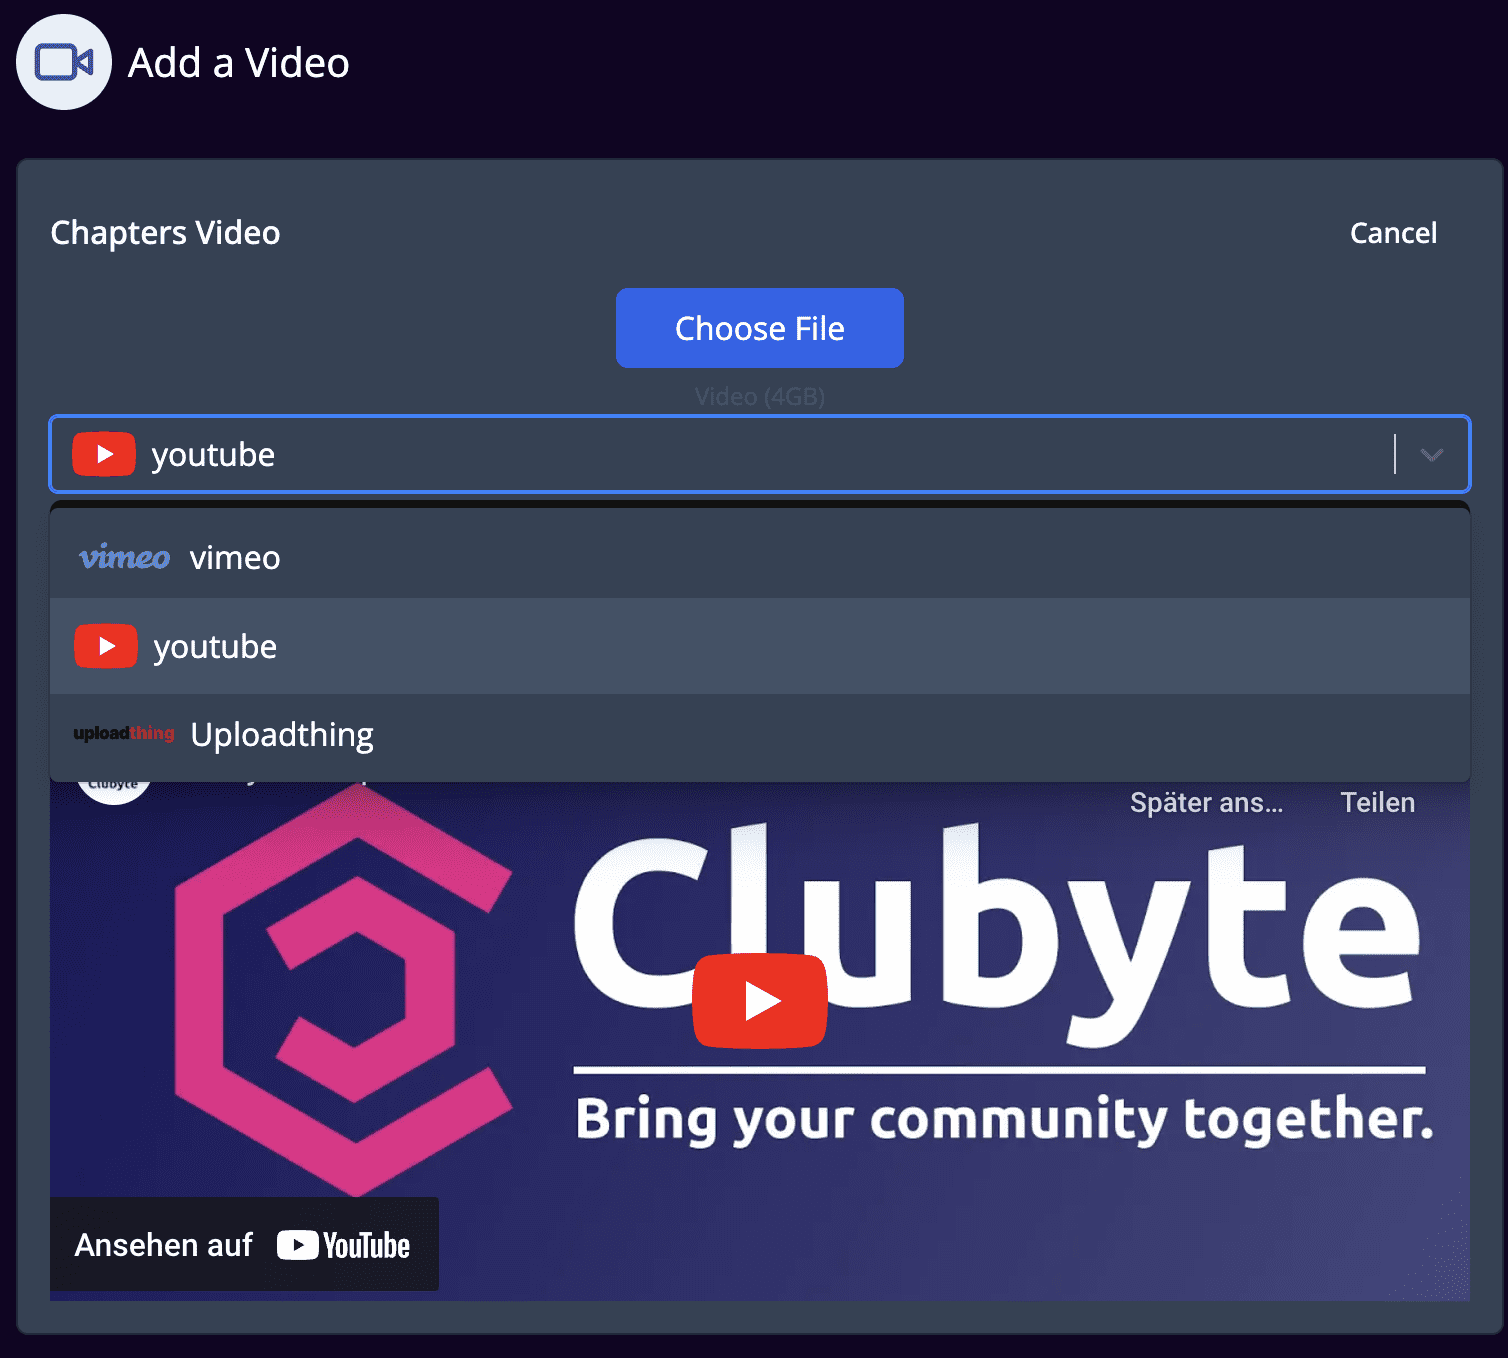 Add a Video
Chapters Video
Cancel
Choose File
Video (4GB)
youtube
vimeo vimeo
youtube
uploadthing Uploadthing
Clubyte
Später ans...
Teilen
Clubyte
Bring your community together.
Ansehen auf YouTube